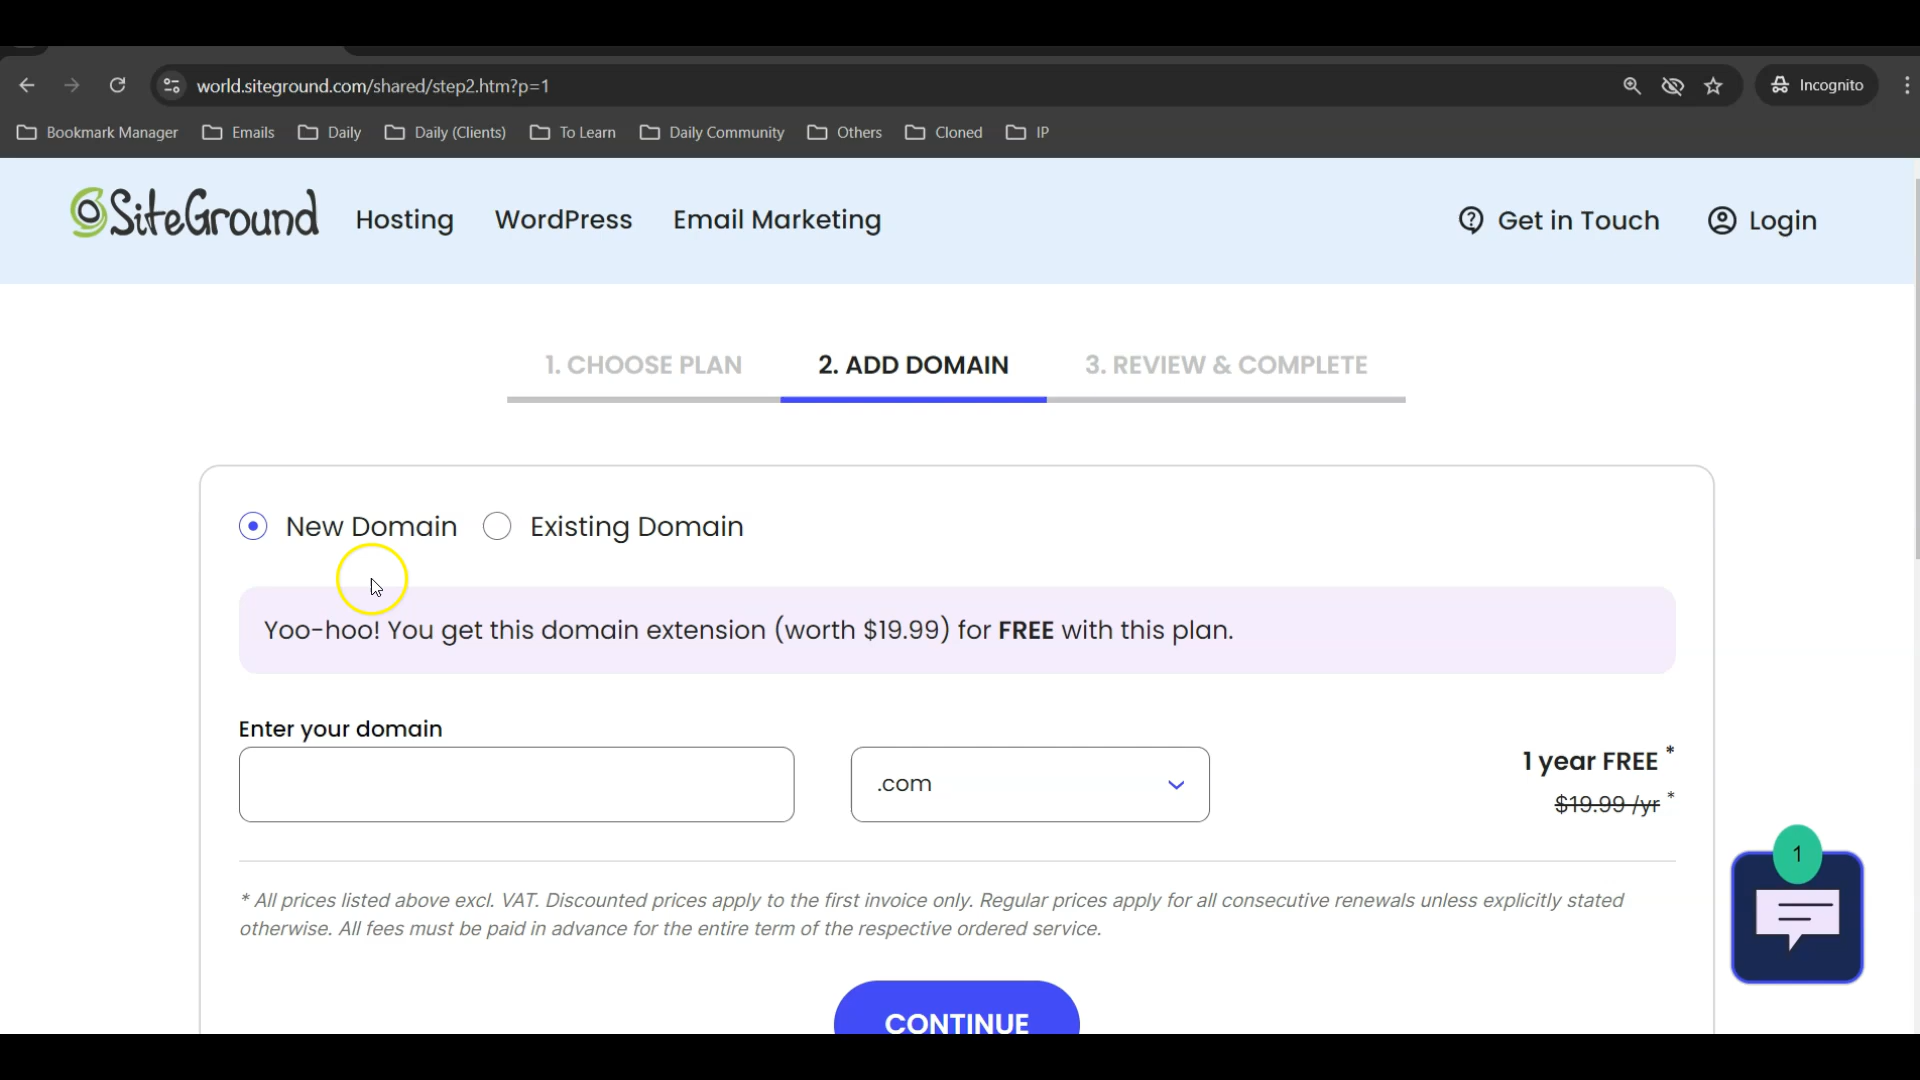 world.siteground.com/shared/step2.htm?p=1
Incognito
Bookmark Manager Emails Daily Daily (Clients) To Learn Daily Community Others Cloned IP
SiteGround Hosting WordPress Email Marketing Get in Touch Login
1. CHOOSE PLAN 2. ADD DOMAIN 3. REVIEW & COMPLETE
New Domain Existing Domain
Yoo-hoo! You get this domain extension (worth $19.99) for FREE with this plan.
Enter your domain
.com
1 year FREE *
$19.99 /yr *
1
* All prices listed above excl. VAT. Discounted prices apply to the first invoice only. Regular prices apply for all consecutive renewals unless explicitly stated
otherwise. All fees must be paid in advance for the entire term of the respective ordered service.
CONTINUE